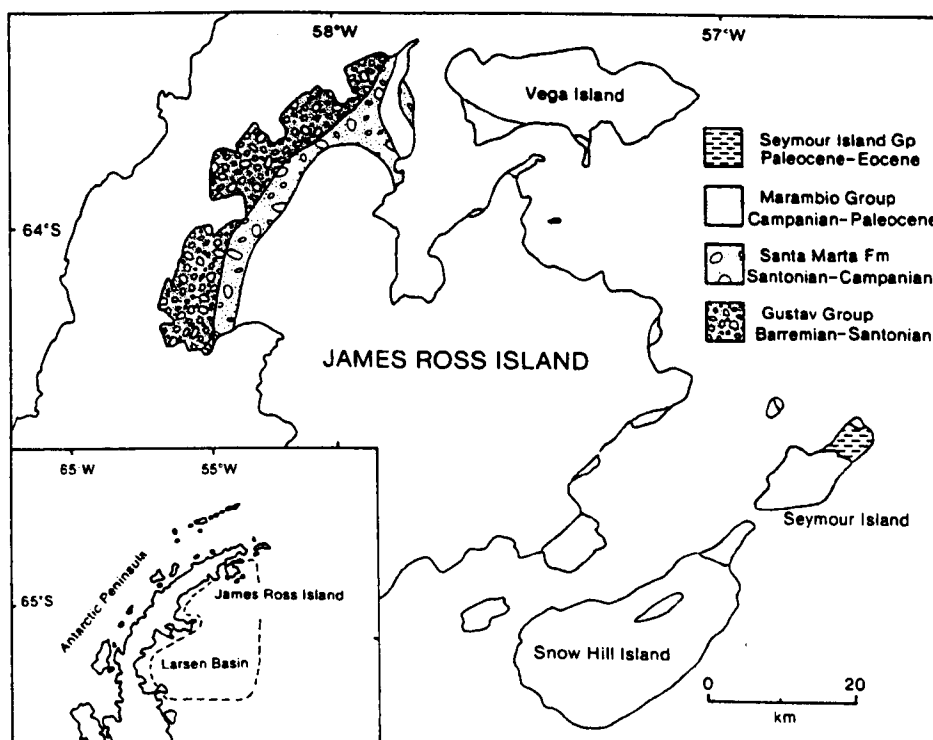 58°W
57°W
Vega Island
Seymour Island Gp
Paleocene-Eocene
Marambio Group
Campanian-Paleocene
64°S
Santa Marta Fm
Santonian-Campanian
Gustav Group
Barremian-Santonian
JAMES ROSS ISLAND
65°W
55°W
Seymour Island
Antarctic Peninsula
James Ross Island
65°S
Larsen Basin
Snow Hill Island
0 20
km